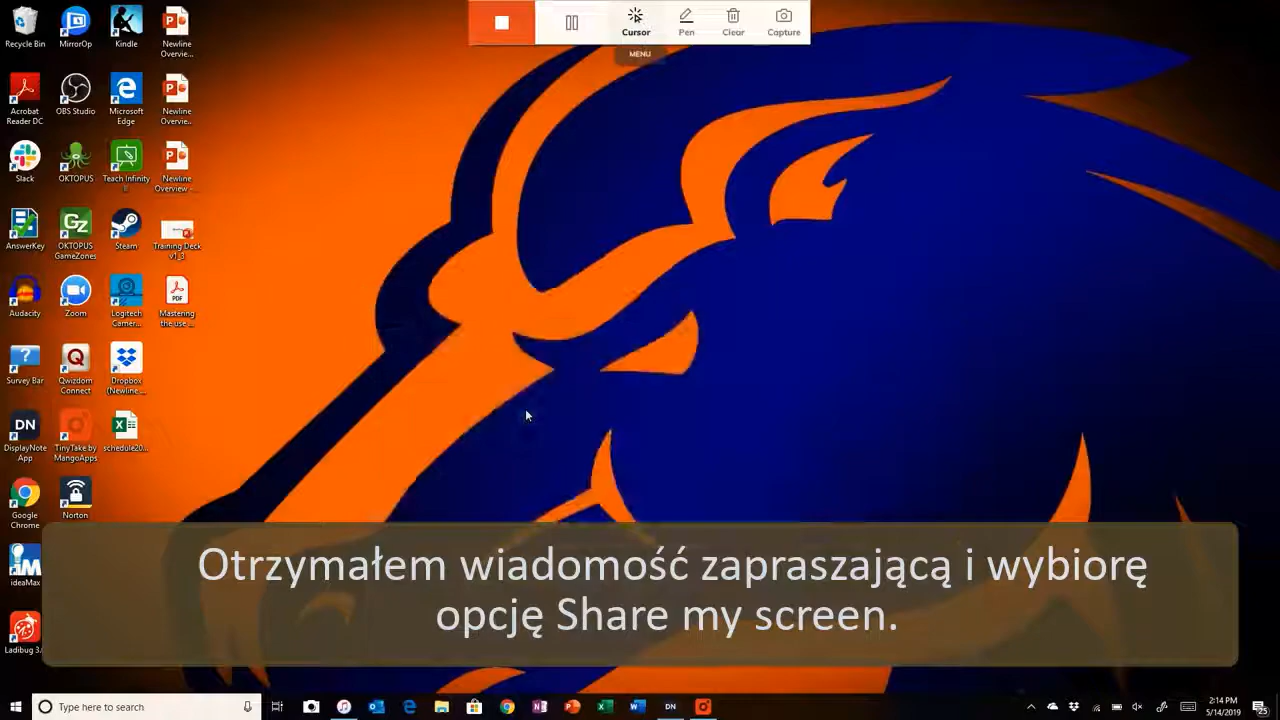 Cursor
Pen
Clear
Capture
MENU
Recycle Bin
MirrorOp
Kindle
Newline
Overvie...
Acrobat
Reader DC
OBS Studio
Microsoft
Edge
Newline
Overvie...
Slack
OKTOPUS
Teach Infinity
Newline
Overview - ...
AnswerKey
OKTOPUS
GameZones
Steam
Training Deck
v1_3
Audacity
Zoom
Logitech
Camer...
PDF
Mastering
the use ...
Survey Bar
Qwizdom
Connect
Dropbox
(Newline ...
DN
DisplayNote
App
TinyTake by
MangoApps
schedule20...
Google
Chrome
Norton
ideaMax
Ladibug 3.
Otrzymałem wiadomość zapraszającą i wybiorę
opcję Share my screen.
Type here to search
DN
2:14 PM
5/14/2019